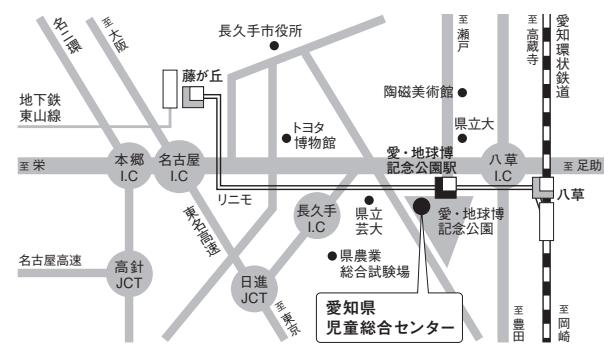 名二環
至大阪
長久手市役所
至瀬戸
至高蔵寺
愛知環状鉄道
藤が丘
地下鉄
東山線
陶磁美術館
県立大
トヨタ
博物館
愛・地球博
記念公園駅
至栄
本郷
I.C
名古屋
I.C
八草
I.C
至足助
リニモ
八草
東名高速
長久手
I.C
県立
芸大
愛・地球博
記念公園
名古屋高速
高針
JCT
県農業
総合試験場
日進
JCT
至東京
愛知県
児童総合センター
至豊田
至岡崎